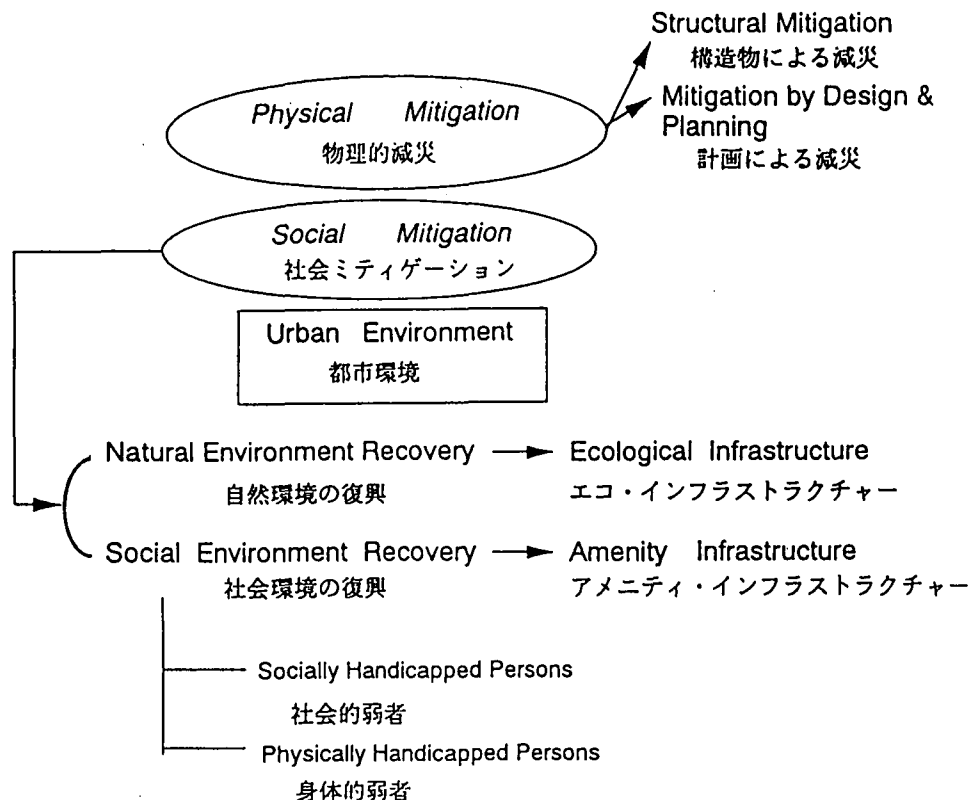 Structural Mitigation
構造物による減災
Mitigation by Design &
Planning
計画による減災
Physical Mitigation
物理的減災
Social Mitigation
社会ミティゲーション
Urban Environment
都市環境
Natural Environment Recovery
自然環境の復興
Ecological Infrastructure
エコ・インフラストラクチャー
Social Environment Recovery
社会環境の復興
Amenity Infrastructure
アメニティ・インフラストラクチャー
Socially Handicapped Persons
社会的弱者
Physically Handicapped Persons
身体的弱者